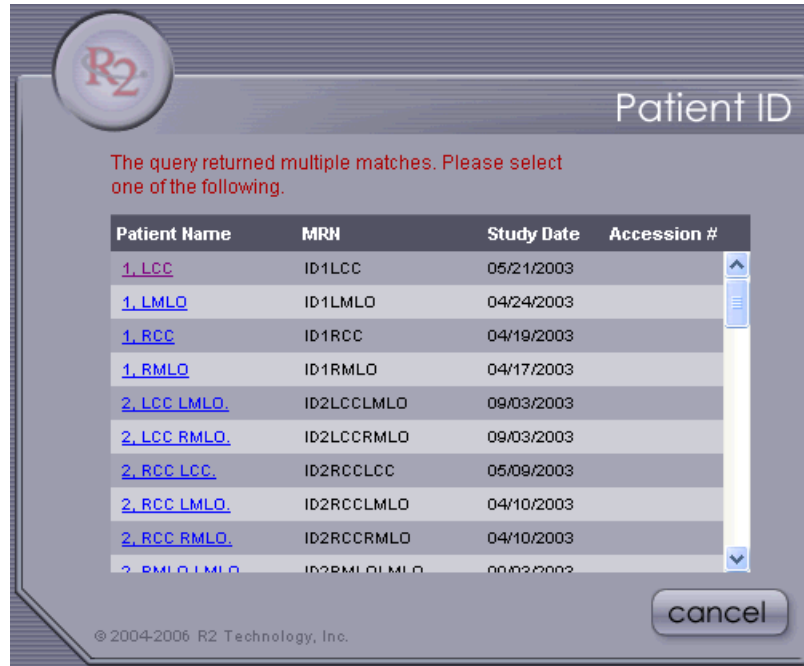 R2
Patient ID
The query returned multiple matches. Please select
one of the following.
Patient Name MRN Study Date Accession #
1, LCC ID1LCC 05/21/2003
1, LMLO ID1LMLO 04/24/2003
1, RCC ID1RCC 04/19/2003
1, RMLO ID1RMLO 04/17/2003
2, LCC LMLO. ID2LCCLMLO 09/03/2003
2, LCC RMLO. ID2LCCRMLO 09/03/2003
2, RCC LCC. ID2RCCLCC 05/09/2003
2, RCC LMLO. ID2RCCLMLO 04/10/2003
2, RCC RMLO. ID2RCCRMLO 04/10/2003
2, RMLO LMLO ID2RMLOLMLO
cancel
© 2004-2006 R2 Technology, Inc.